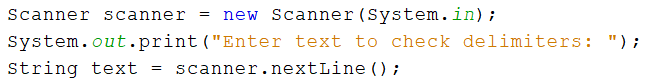 Scanner scanner = new Scanner(System.in);
System.out.print("Enter text to check delimiters: ");
String text = scanner.nextLine();